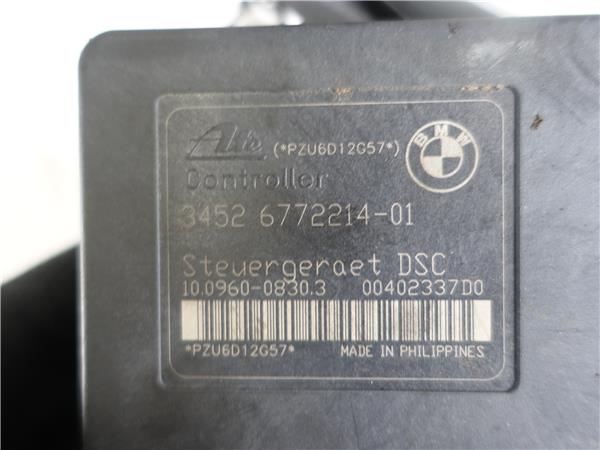 Ate (*PZU6D12G57*)
BMW
Controller
3452 6772214-01
Steuergeraet DSC
10.0960-0830.3 00402337D0
*PZU6D12G57*
MADE IN PHILIPPINES